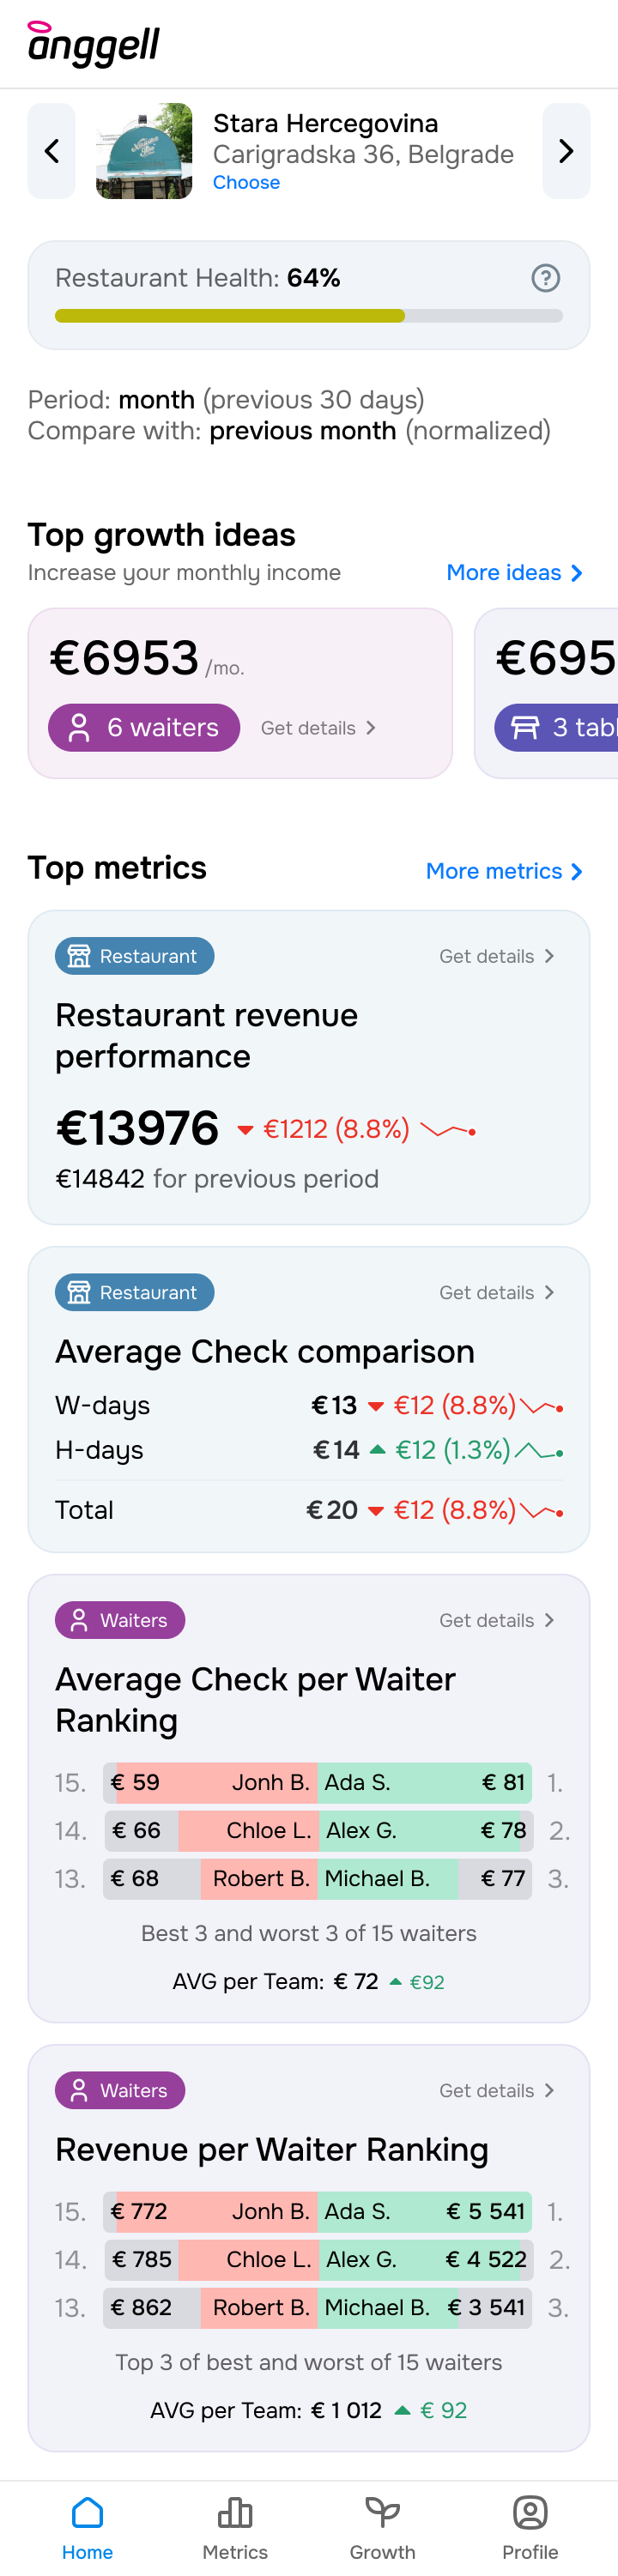 anggell
Stara Hercegovina
Carigradska 36, Belgrade
Choose
Restaurant Health: 64%
Period: month (previous 30 days)
Compare with: previous month (normalized)
Top growth ideas
Increase your monthly income
More ideas
€6953 /mo.
€695
6 waiters
Get details
3 tabl
Top metrics
More metrics
Restaurant
Get details
Restaurant revenue
performance
€13976 €1212 (8.8%)
€14842 for previous period
Restaurant
Get details
Average Check comparison
W-days €13 €12 (8.8%)
H-days €14 €12 (1.3%)
Total €20 €12 (8.8%)
Waiters
Get details
Average Check per Waiter
Ranking
15. € 59 Jonh B. Ada S. € 81 1.
14. € 66 Chloe L. Alex G. € 78 2.
13. € 68 Robert B. Michael B. € 77 3.
Best 3 and worst 3 of 15 waiters
AVG per Team: € 72 €92
Waiters
Get details
Revenue per Waiter Ranking
15. € 772 Jonh B. Ada S. € 5 541 1.
14. € 785 Chloe L. Alex G. € 4 522 2.
13. € 862 Robert B. Michael B. € 3 541 3.
Top 3 of best and worst of 15 waiters
AVG per Team: € 1 012 € 92
Home
Metrics
Growth
Profile